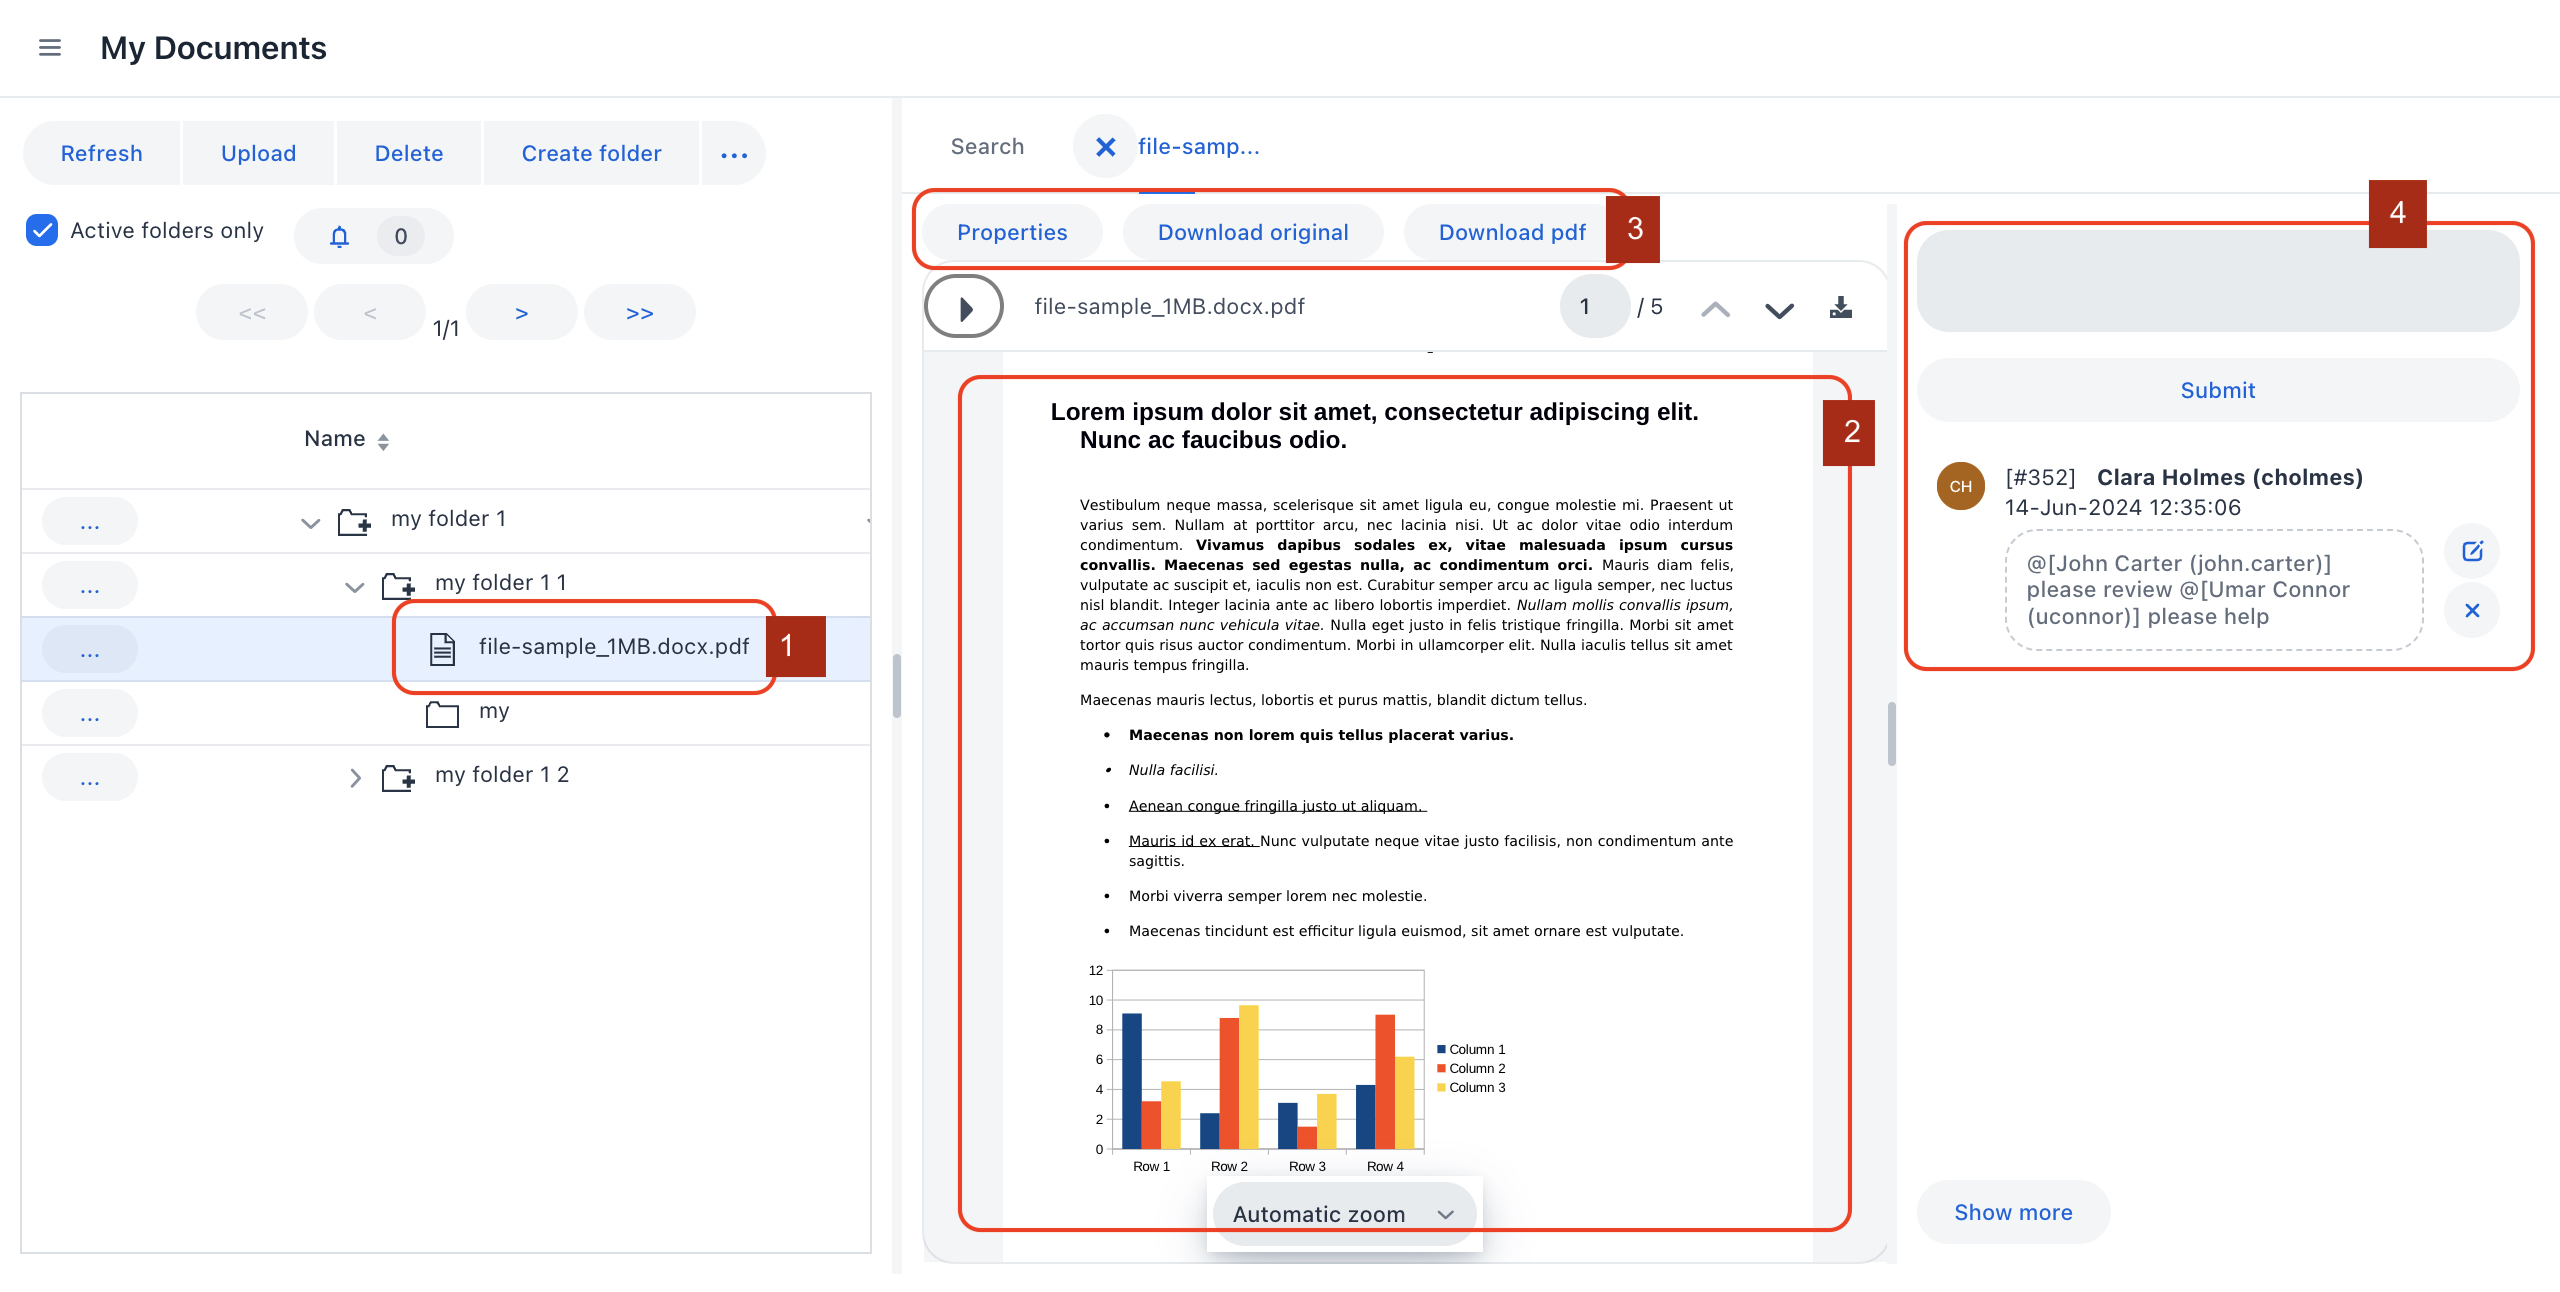 My Documents
Refresh Upload Delete Create folder ...
Active folders only 0
<< < 1/1 > >>
Name
... my folder 1
... my folder 1 1
... file-sample_1MB.docx.pdf 1
... my
... my folder 1 2
Search file-samp...
Properties Download original Download pdf 3
file-sample_1MB.docx.pdf 1 / 5
2
Lorem ipsum dolor sit amet, consectetur adipiscing elit.
Nunc ac faucibus odio.
Vestibulum neque massa, scelerisque sit amet ligula eu, congue molestie mi. Praesent ut
varius sem. Nullam at porttitor arcu, nec lacinia nisi. Ut ac dolor vitae odio interdum
condimentum. Vivamus dapibus sodales ex, vitae malesuada ipsum cursus
convallis. Maecenas sed egestas nulla, ac condimentum orci. Mauris diam felis,
vulputate ac suscipit et, iaculis non est. Curabitur semper arcu ac ligula semper, nec luctus
nisl blandit. Integer lacinia ante ac libero lobortis imperdiet. Nullam mollis convallis ipsum,
ac accumsan nunc vehicula vitae. Nulla eget justo in felis tristique fringilla. Morbi sit amet
tortor quis risus auctor condimentum. Morbi in ullamcorper elit. Nulla iaculis tellus sit amet
mauris tempus fringilla.
Maecenas mauris lectus, lobortis et purus mattis, blandit dictum tellus.
• Maecenas non lorem quis tellus placerat varius.
• Nulla facilisi.
• Aenean congue fringilla justo ut aliquam.
• Mauris id ex erat. Nunc vulputate neque vitae justo facilisis, non condimentum ante
sagittis.
• Morbi viverra semper lorem nec molestie.
• Maecenas tincidunt est efficitur ligula euismod, sit amet ornare est vulputate.
12
10
8
6
4
2
0
Row 1 Row 2 Row 3 Row 4
Column 1
Column 2
Column 3
Automatic zoom
4
Submit
CH [#352] Clara Holmes (cholmes)
14-Jun-2024 12:35:06
@[John Carter (john.carter)]
please review @[Umar Connor
(uconnor)] please help
Show more